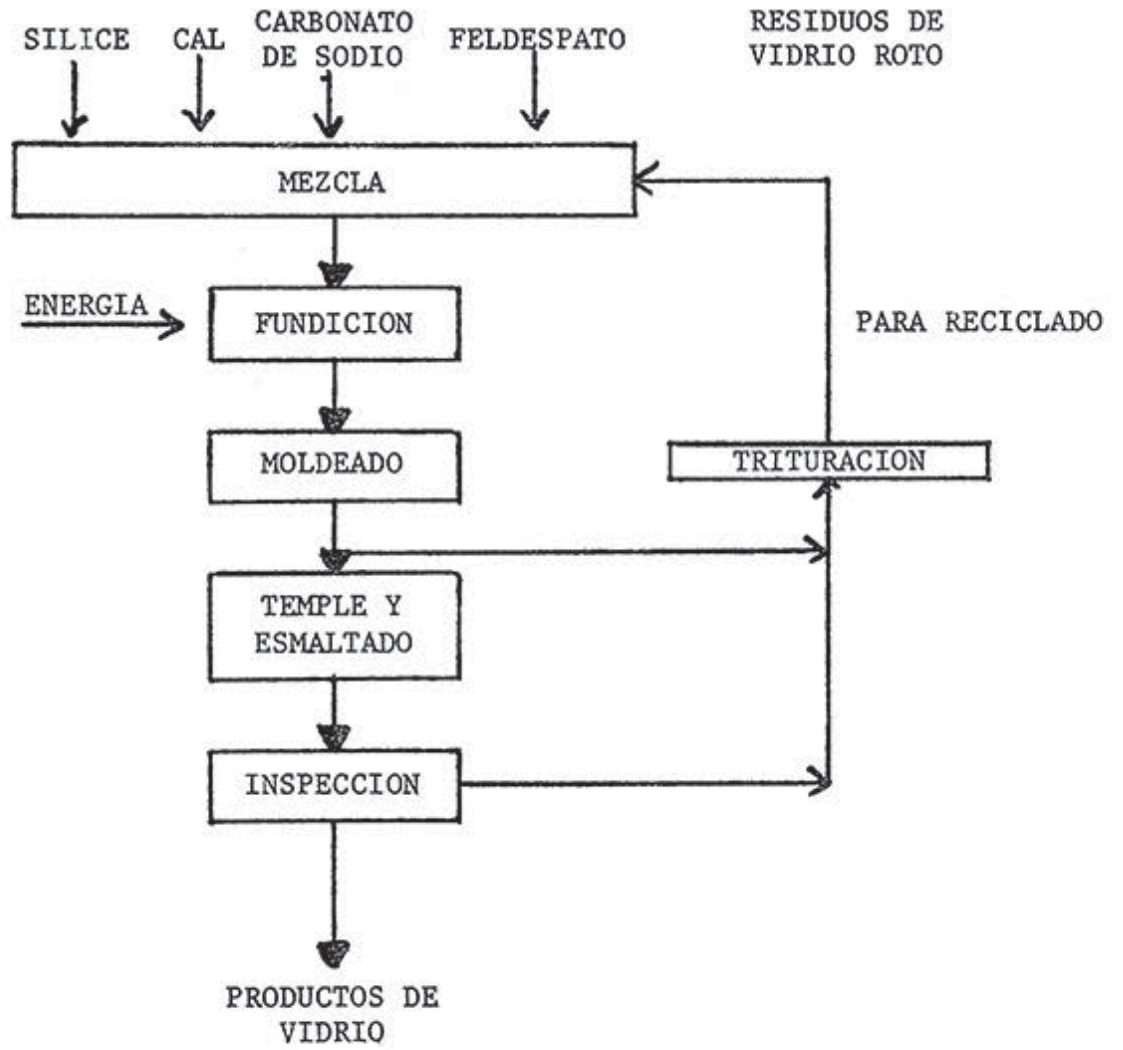 SILICE
CAL
CARBONATO
DE SODIO
FELDESPATO
RESIDUOS DE
VIDRIO ROTO
MEZCLA
ENERGIA
FUNDICION
PARA RECICLADO
MOLDEADO
TRITURACION
TEMPLE Y
ESMALTADO
INSPECCION
PRODUCTOS DE
VIDRIO